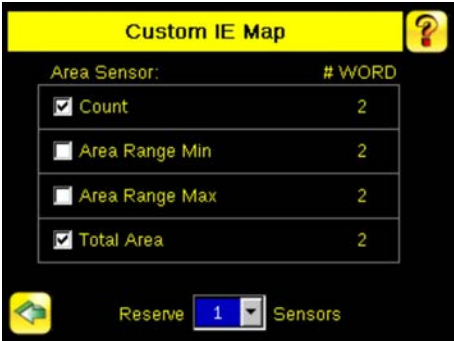 Custom IE Map
?
Area Sensor: # WORD
Count 2
Area Range Min 2
Area Range Max 2
Total Area 2
Reserve 1 Sensors